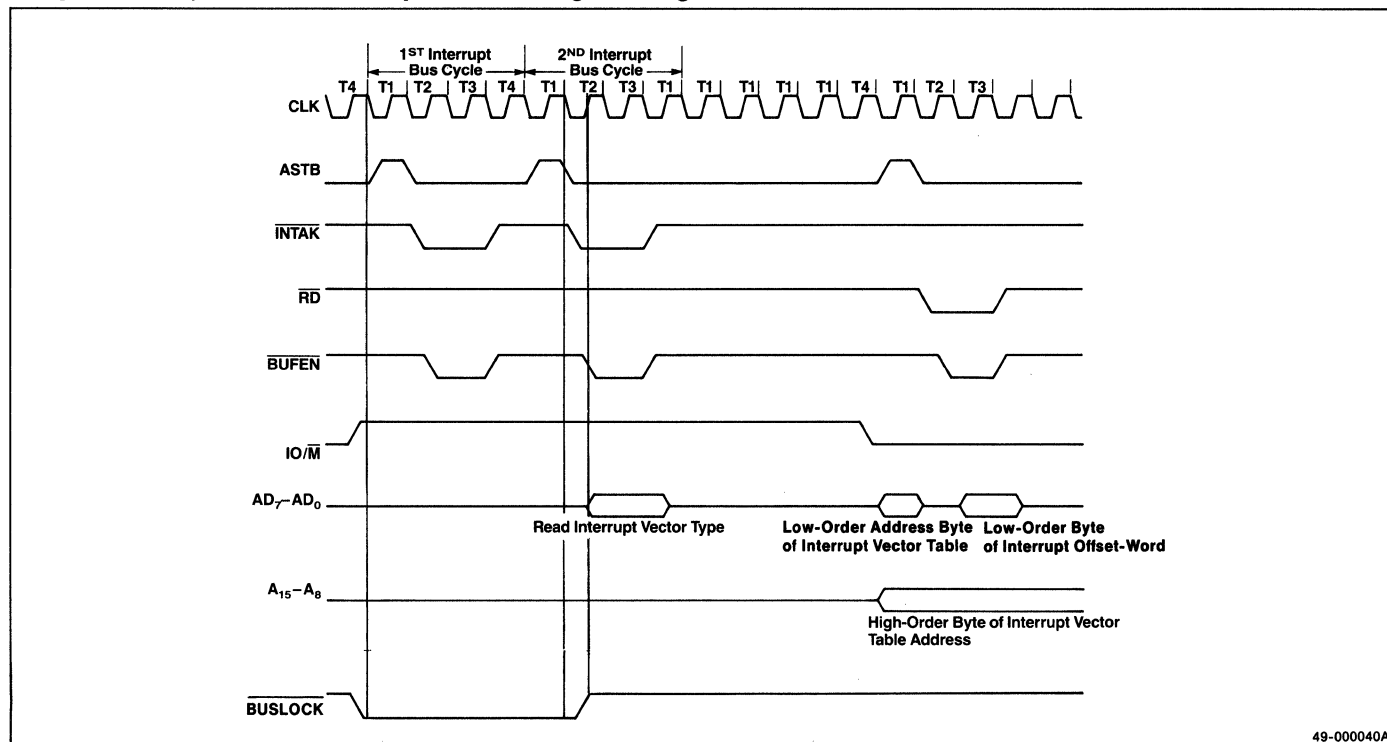 1ST Interrupt Bus Cycle
2ND Interrupt Bus Cycle
T4 T1 T2 T3 T4 T1 T2 T3 T1 T1 T1 T1 T1 T4 T1 T2 T3
CLK
ASTB
INTAK
RD
BUFEN
IO/M
AD7–AD0
Read Interrupt Vector Type
Low-Order Address Byte of Interrupt Vector Table
Low-Order Byte of Interrupt Offset-Word
A15–A8
High-Order Byte of Interrupt Vector
Table Address
BUSLOCK
49-000040A